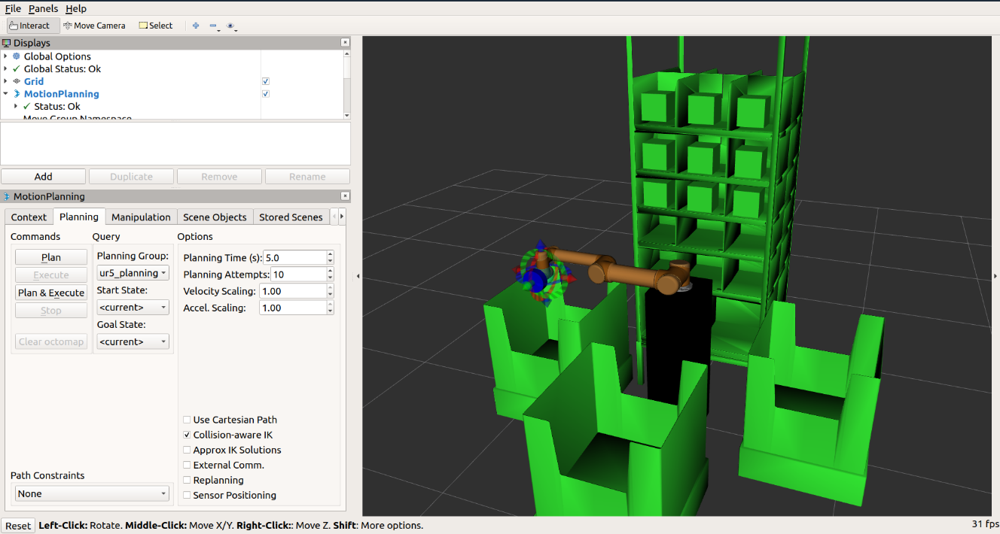 File Panels Help
Interact Move Camera Select
Displays
Global Options
Global Status: Ok
Grid
MotionPlanning
Status: Ok
Move Group Namespace
Add Duplicate Remove Rename
MotionPlanning
Context Planning Manipulation Scene Objects Stored Scenes
Commands Query Options
Plan Planning Group: Planning Time (s): 5.0
Execute ur5_planning Planning Attempts: 10
Plan & Execute Start State: Velocity Scaling: 1.00
Stop <current> Accel. Scaling: 1.00
Goal State:
Clear octomap <current>
Use Cartesian Path
Collision-aware IK
Approx IK Solutions
External Comm.
Path Constraints Replanning
None Sensor Positioning
Reset Left-Click: Rotate. Middle-Click: Move X/Y. Right-Click:: Move Z. Shift: More options. 31 fps